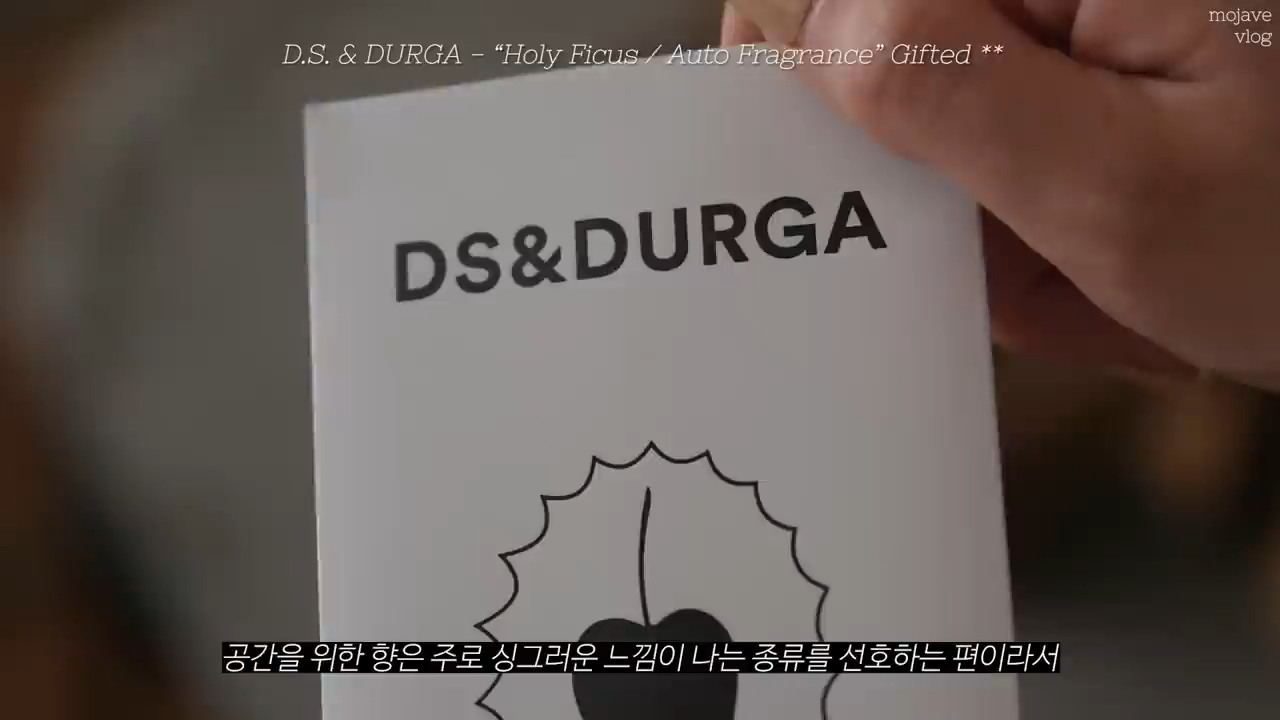 mojave
vlog
D.S. & DURGA – “Holy Ficus / Auto Fragrance” Gifted **
DS&DURGA
공간을 위한 향은 주로 싱그러운 느낌이 나는 종류를 선호하는 편이라서